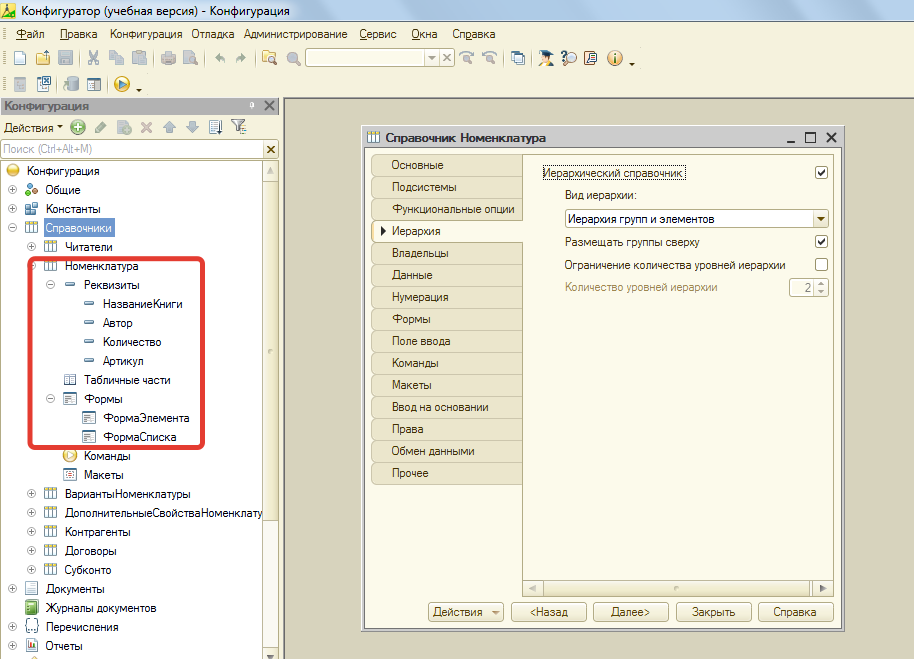 Конфигуратор (учебная версия) - Конфигурация
Файл Правка Конфигурация Отладка Администрирование Сервис Окна Справка
Конфигурация
Действия
Поиск (Ctrl+Alt+M)
Конфигурация
Общие
Константы
Справочники
Читатели
Номенклатура
Реквизиты
НазваниеКниги
Автор
Количество
Артикул
Табличные части
Формы
ФормаЭлемента
ФормаСписка
Команды
Макеты
ВариантыНоменклатуры
ДополнительныеСвойстваНоменклату
Контрагенты
Договоры
Субконто
Документы
Журналы документов
Перечисления
Отчеты
Справочник Номенклатура
Основные
Подсистемы
Функциональные опции
Иерархия
Владельцы
Данные
Нумерация
Формы
Поле ввода
Команды
Макеты
Ввод на основании
Права
Обмен данными
Прочее
Иерархический справочник
Вид иерархии:
Иерархия групп и элементов
Размещать группы сверху
Ограничение количества уровней иерархии
Количество уровней иерархии 2
Действия <Назад Далее> Закрыть Справка